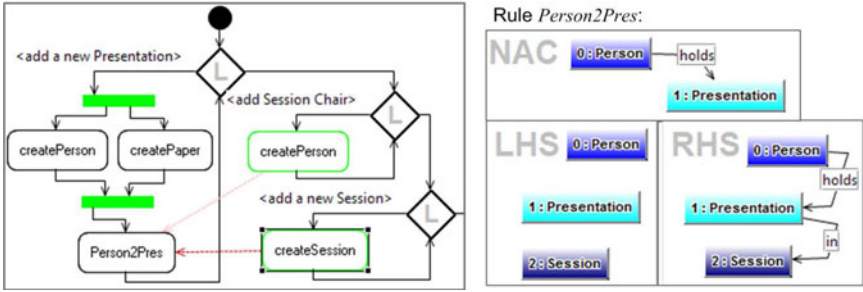 <add a new Presentation>
L
<add Session Chair>
createPerson
createPaper
createPerson
L
<add a new Session>
L
Person2Pres
createSession
Rule Person2Pres:
NAC
0:Person
holds
1:Presentation
LHS
0:Person
1:Presentation
2:Session
RHS
0:Person
holds
1:Presentation
in
2:Session